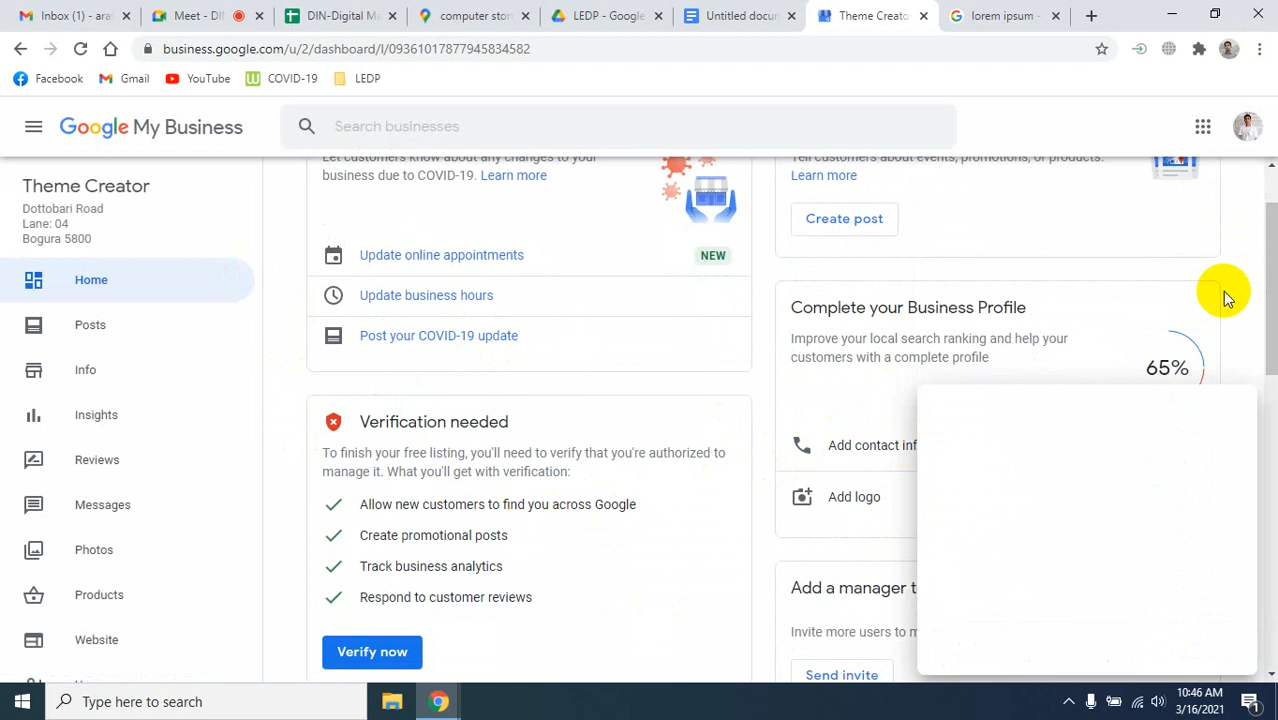 Inbox (1) - ara
Meet - DI
DIN-Digital M
computer sto
LEDP - Google
Untitled docu
Theme Creato
lorem ipsum -
business.google.com/u/2/dashboard/l/09361017877945834582
Facebook
Gmail
YouTube
COVID-19
LEDP
Google My Business
Search businesses
Theme Creator
Dottobari Road
Lane: 04
Bogura 5800
Home
Posts
Info
Insights
Reviews
Messages
Photos
Products
Website
Let customers know about any changes to your
business due to COVID-19. Learn more
Update online appointments
NEW
Update business hours
Post your COVID-19 update
Verification needed
To finish your free listing, you'll need to verify that you're authorized to
manage it. What you'll get with verification:
Allow new customers to find you across Google
Create promotional posts
Track business analytics
Respond to customer reviews
Verify now
Tell customers about events, promotions, or products.
Learn more
Create post
Complete your Business Profile
Improve your local search ranking and help your
customers with a complete profile
65%
Add contact inf
Add logo
Add a manager t
Invite more users to m
Send invite
Type here to search
10:46 AM
3/16/2021
1